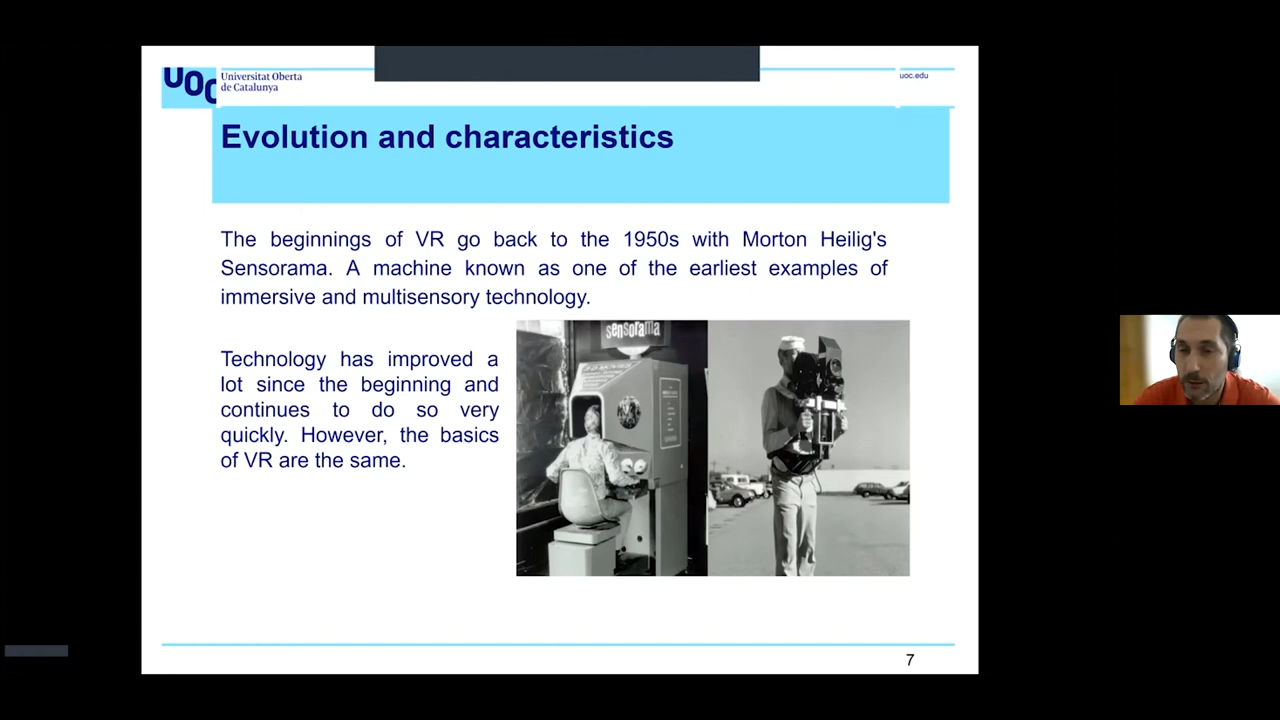 UOC
Universitat Oberta
de Catalunya
uoc.edu
Evolution and characteristics
The beginnings of VR go back to the 1950s with Morton Heilig's
Sensorama. A machine known as one of the earliest examples of
immersive and multisensory technology.
Technology has improved a
lot since the beginning and
continues to do so very
quickly. However, the basics
of VR are the same.
sensorama
7